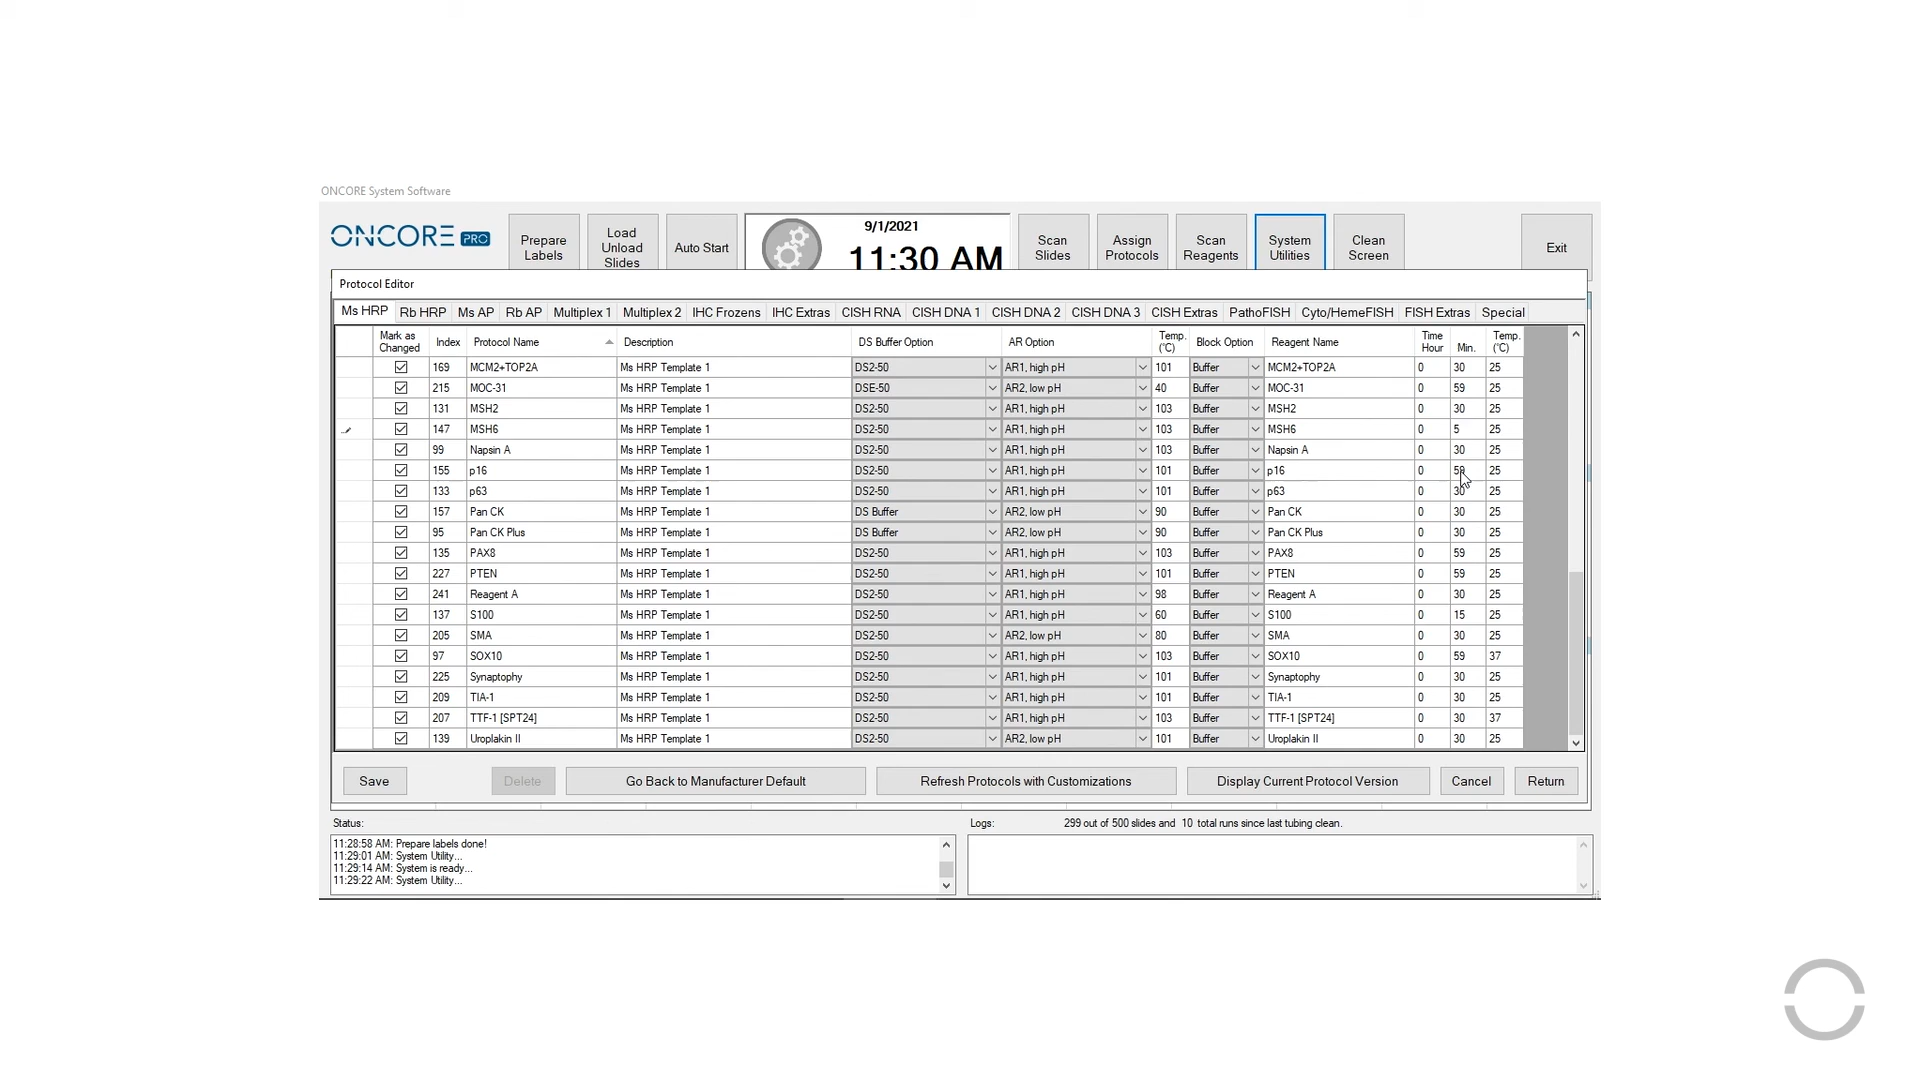 ONCORE System Software
ONCORE PRO
Prepare
Labels
Load
Unload
Slides
Auto Start
9/1/2021
11:30 AM
Scan
Slides
Assign
Protocols
Scan
Reagents
System
Utilities
Clean
Screen
Exit
Protocol Editor
Ms HRP Rb HRP Ms AP Rb AP Multiplex 1 Multiplex 2 IHC Frozens IHC Extras CISH RNA CISH DNA 1 CISH DNA 2 CISH DNA 3 CISH Extras PathoFISH Cyto/HemeFISH FISH Extras Special
Mark as Changed Index Protocol Name Description DS Buffer Option AR Option Temp. (°C) Block Option Reagent Name Time Hour Min. Temp. (°C)
169 MCM2+TOP2A Ms HRP Template 1 DS2-50 AR1, high pH 101 Buffer MCM2+TOP2A 0 30 25
215 MOC-31 Ms HRP Template 1 DSE-50 AR2, low pH 40 Buffer MOC-31 0 59 25
131 MSH2 Ms HRP Template 1 DS2-50 AR1, high pH 103 Buffer MSH2 0 30 25
147 MSH6 Ms HRP Template 1 DS2-50 AR1, high pH 103 Buffer MSH6 0 5 25
99 Napsin A Ms HRP Template 1 DS2-50 AR1, high pH 103 Buffer Napsin A 0 30 25
155 p16 Ms HRP Template 1 DS2-50 AR1, high pH 101 Buffer p16 0 25
133 p63 Ms HRP Template 1 DS2-50 AR1, high pH 101 Buffer p63 0 30 25
157 Pan CK Ms HRP Template 1 DS Buffer AR2, low pH 90 Buffer Pan CK 0 30 25
95 Pan CK Plus Ms HRP Template 1 DS Buffer AR2, low pH 90 Buffer Pan CK Plus 0 30 25
135 PAX8 Ms HRP Template 1 DS2-50 AR1, high pH 103 Buffer PAX8 0 59 25
227 PTEN Ms HRP Template 1 DS2-50 AR1, high pH 101 Buffer PTEN 0 59 25
241 Reagent A Ms HRP Template 1 DS2-50 AR1, high pH 98 Buffer Reagent A 0 30 25
137 S100 Ms HRP Template 1 DS2-50 AR1, high pH 60 Buffer S100 0 15 25
205 SMA Ms HRP Template 1 DS2-50 AR2, low pH 80 Buffer SMA 0 30 25
97 SOX10 Ms HRP Template 1 DS2-50 AR1, high pH 103 Buffer SOX10 0 59 37
225 Synaptophy Ms HRP Template 1 DS2-50 AR1, high pH 101 Buffer Synaptophy 0 30 25
209 TIA-1 Ms HRP Template 1 DS2-50 AR1, high pH 101 Buffer TIA-1 0 30 25
207 TTF-1 [SPT24] Ms HRP Template 1 DS2-50 AR1, high pH 103 Buffer TTF-1 [SPT24] 0 30 37
139 Uroplakin II Ms HRP Template 1 DS2-50 AR2, low pH 101 Buffer Uroplakin II 0 30 25
Save Delete Go Back to Manufacturer Default Refresh Protocols with Customizations Display Current Protocol Version Cancel Return
Status:
11:28:58 AM: Prepare labels done!
11:29:01 AM: System Utility...
11:29:14 AM: System is ready...
11:29:22 AM: System Utility...
Logs: 299 out of 500 slides and 10 total runs since last tubing clean.